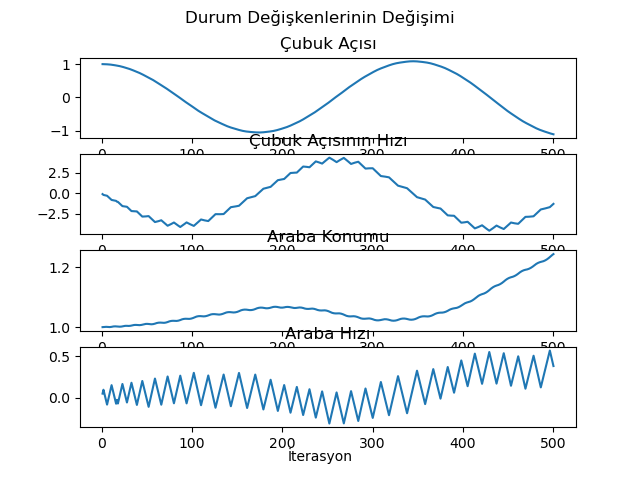 Durum Değişkenlerinin Değişimi
Çubuk Açısı
1
0
−1
0 100 200 300 400 500
Çubuk Açısının Hızı
2.5
0.0
−2.5
0 100 200 300 400 500
Araba Konumu
1.2
1.0
0 100 200 300 400 500
Araba Hızı
0.5
0.0
0 100 200 300 400 500
Iterasyon